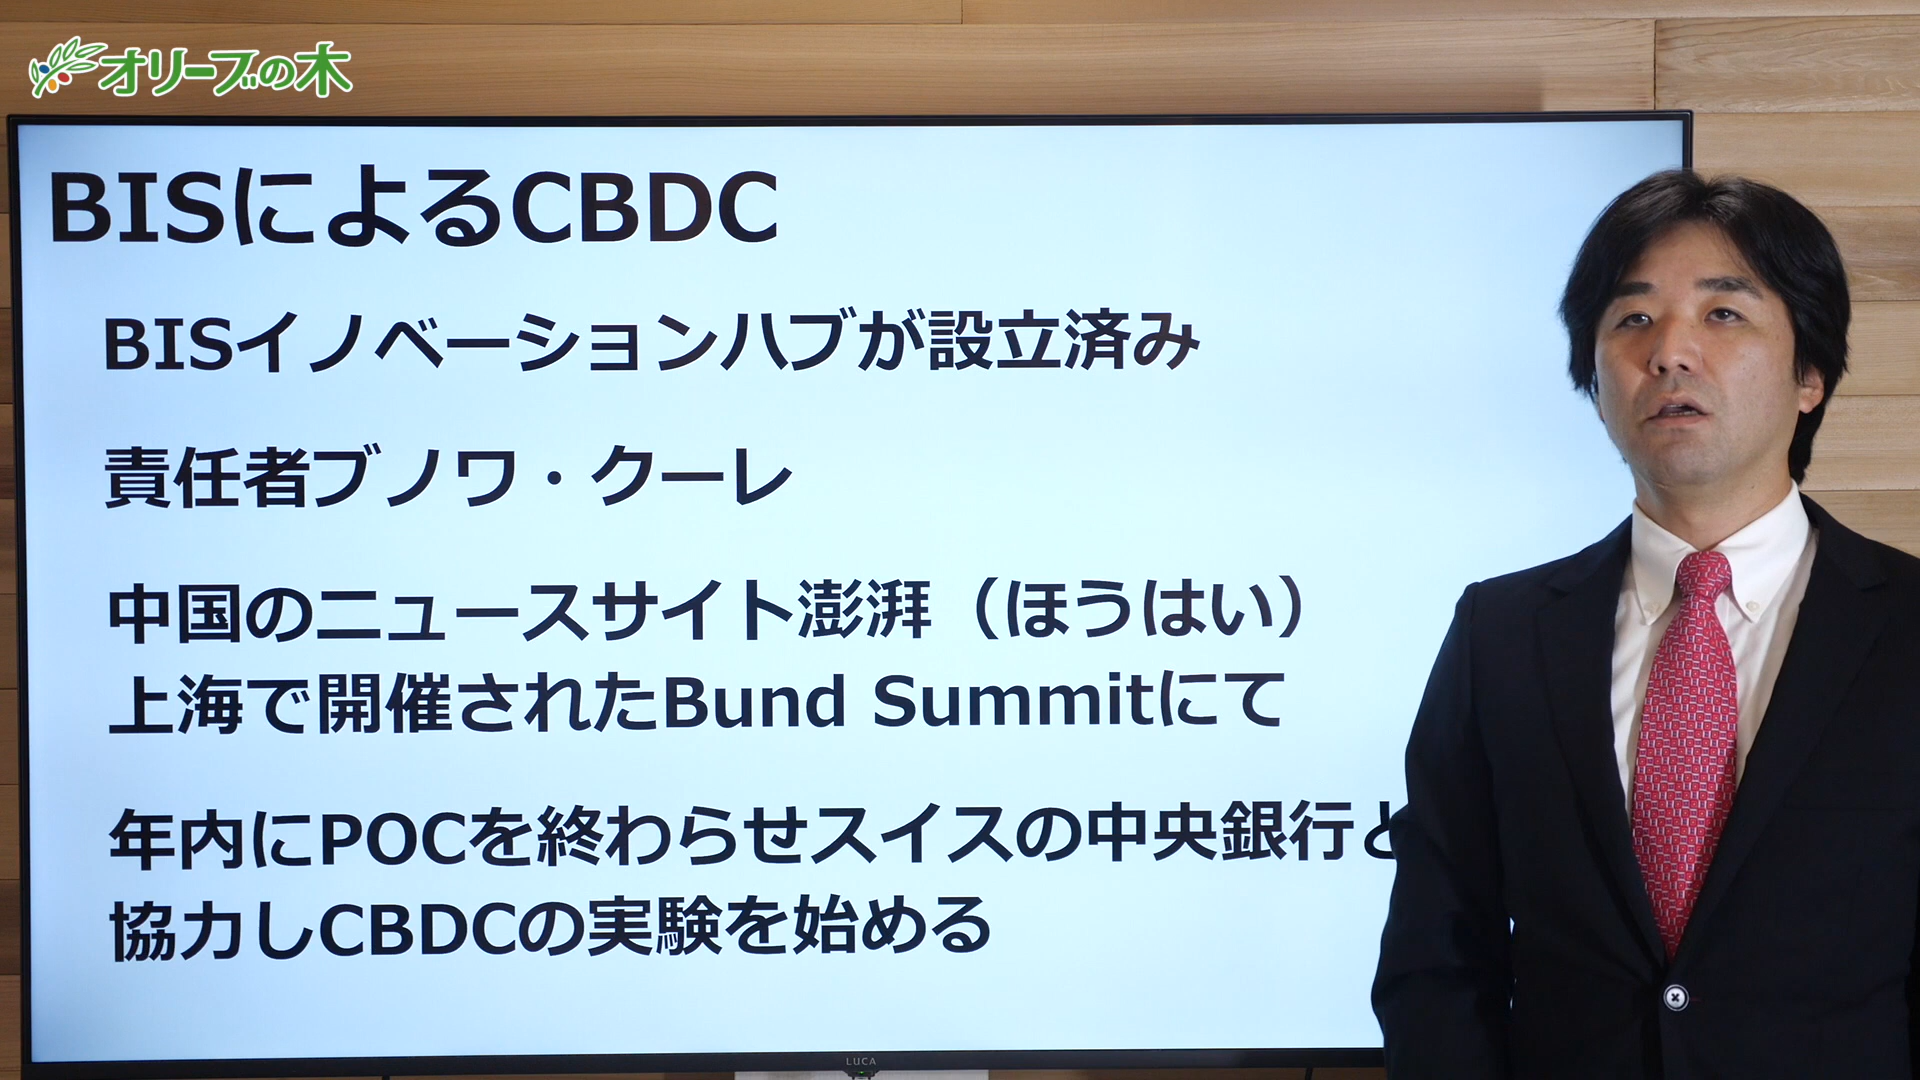 オリーブの木
BISによるCBDC
BISイノベーションハブが設立済み
責任者ブノワ・クーレ
中国のニュースサイト澎湃（ほうはい）
上海で開催されたBund Summitにて
年内にPOCを終わらせスイスの中央銀行と
協力しCBDCの実験を始める
LUCA